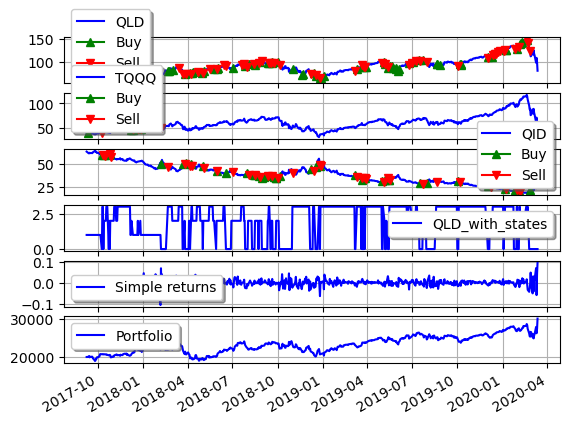 QLD
Buy
Sell
150
100
TQQQ
Buy
Sell
100
50
QID
Buy
Sell
50
25
QLD_with_states
2.5
0.0
Simple returns
0.1
0.0
−0.1
Portfolio
30000
20000
2017-10 2018-01 2018-04 2018-07 2018-10 2019-01 2019-04 2019-07 2019-10 2020-01 2020-04